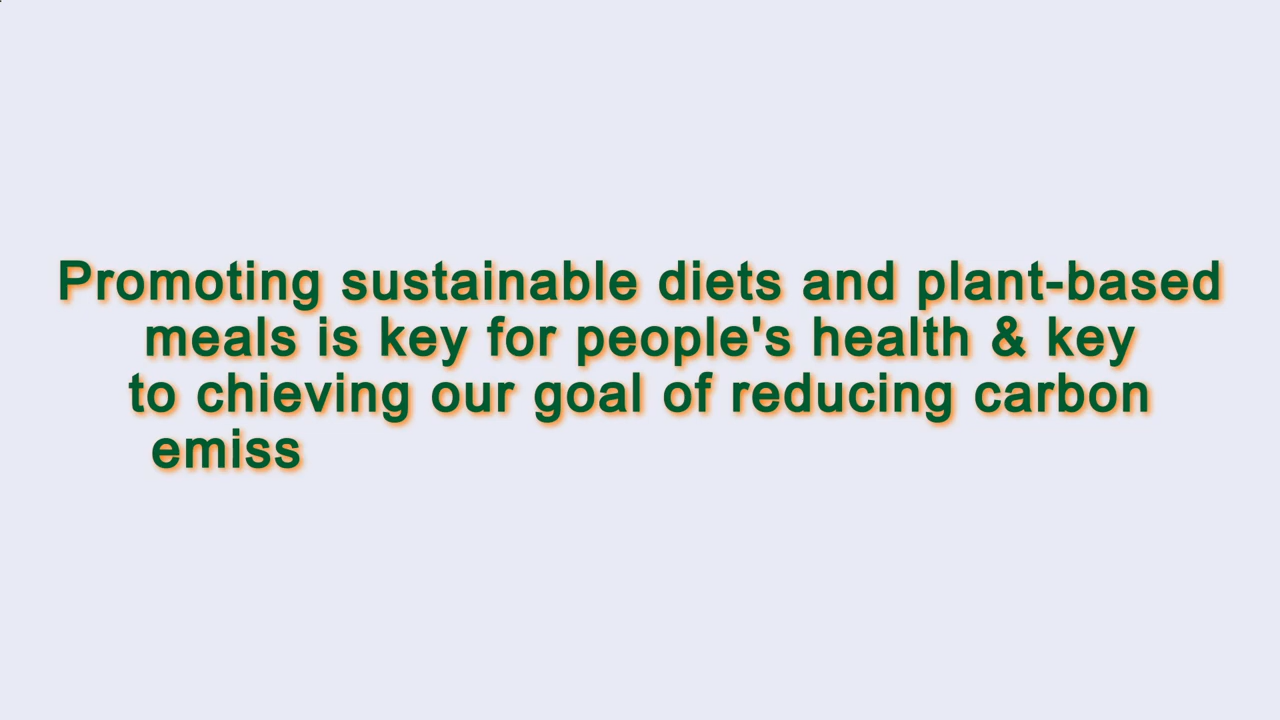 Promoting sustainable diets and plant-based
meals is key for people's health & key
to chieving our goal of reducing carbon
emiss